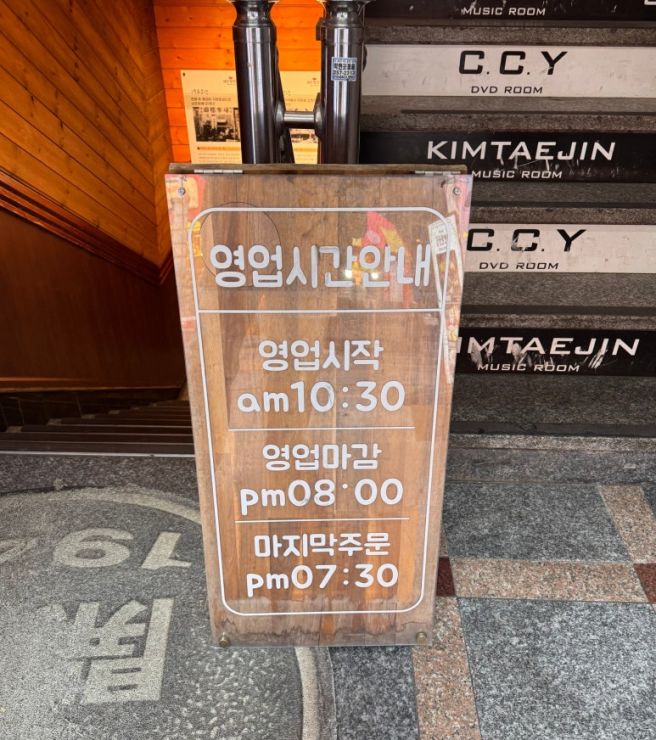 MUSIC ROOM
C.C.Y
DVD ROOM
KIMTAEJIN
MUSIC ROOM
C.C.Y
DVD ROOM
KIMTAEJIN
MUSIC ROOM
영업시간안내
영업시작
am10:30
영업마감
pm08:00
마지막주문
pm07:30